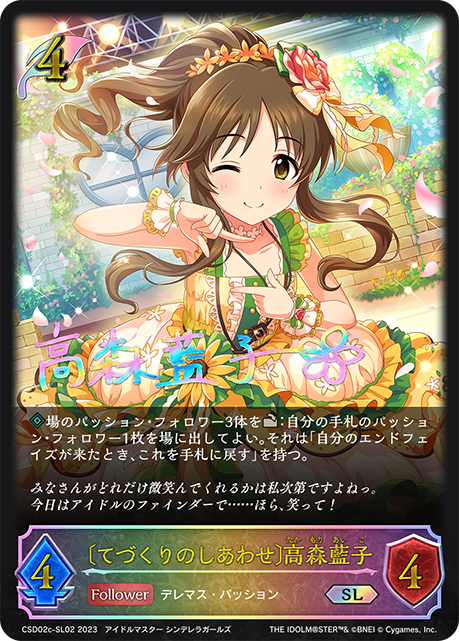 4
高森藍子
場のパッション・フォロワー3体を:自分の手札のパッショ
ン・フォロワー1枚を場に出してよい。それは「自分のエンドフェ
イズが来たとき、これを手札に戻す」を持つ。
みなさんがどれだけ微笑んでくれるかは私次第ですよねっ。
今日はアイドルのファインダーで……ほら、笑って!
たか もり あい こ
〔てづくりのしあわせ〕高森藍子
4
Follower デレマス・パッション SL
4
CSD02c-SL02 2023 アイドルマスター シンデレラガールズ THE IDOLM@STER™& ©BNEI © Cygames, Inc.